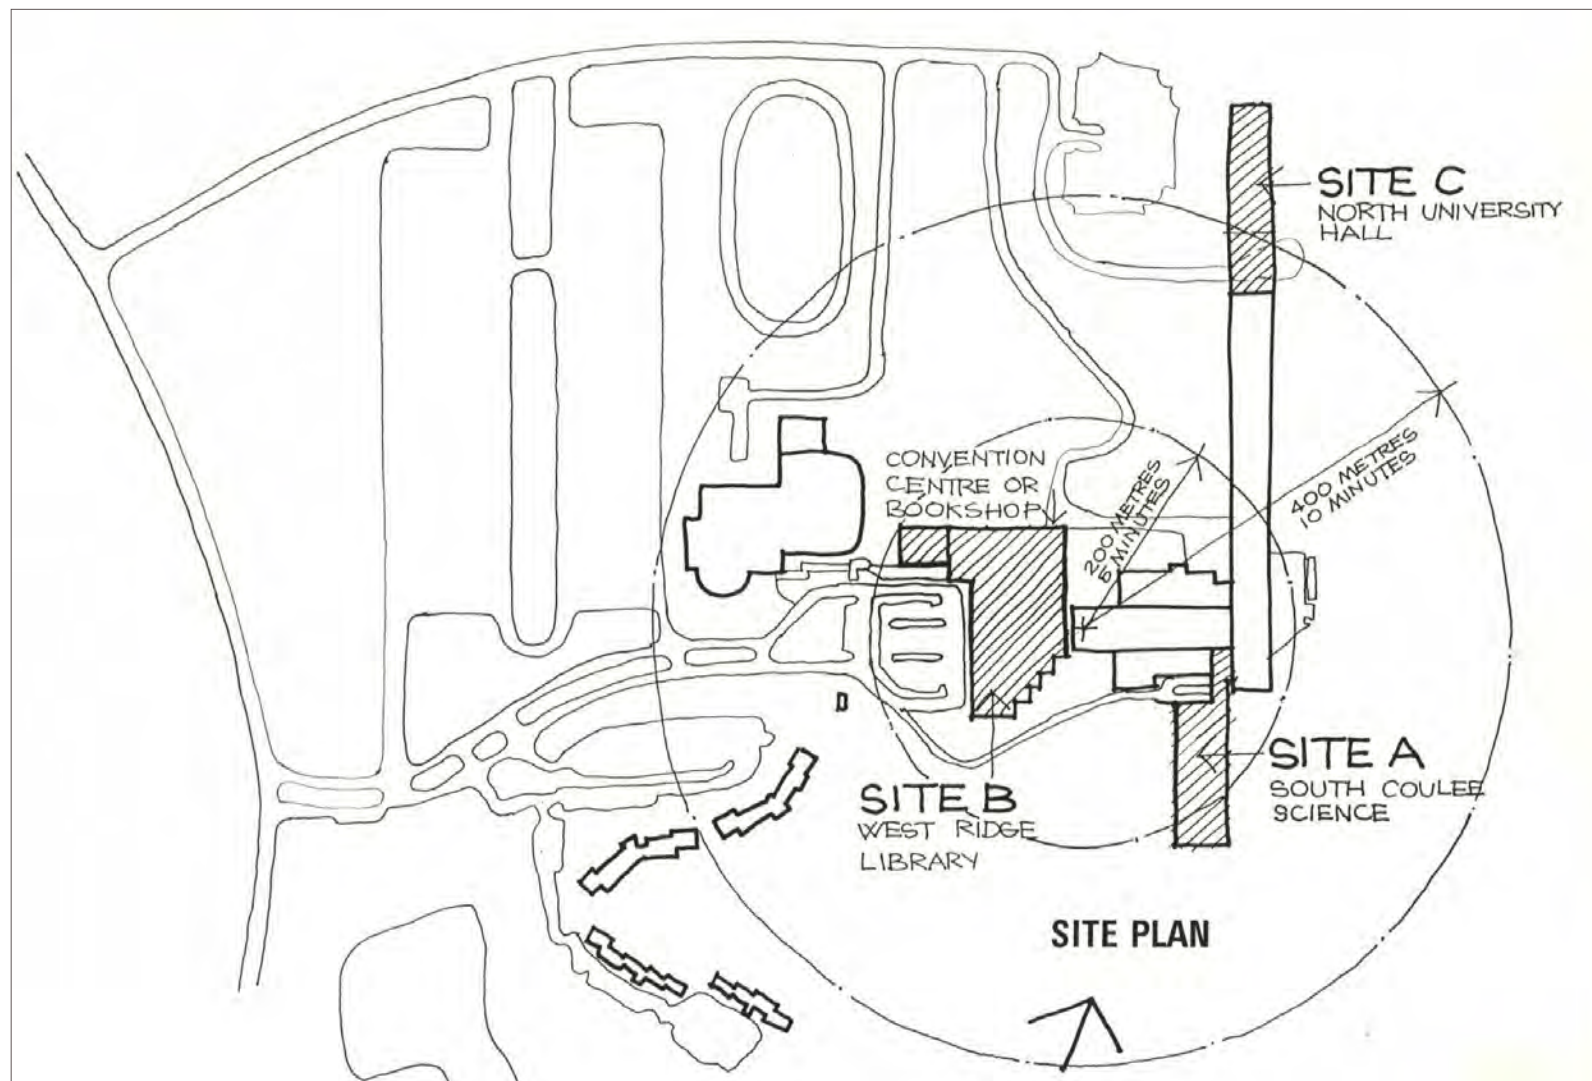 SITE C
NORTH UNIVERSITY
HALL
CONVENTION
CENTRE OR
BOOKSHOP
200 METRES
5 MINUTES
400 METRES
10 MINUTES
SITE A
SOUTH COULEE
SCIENCE
SITE B
WEST RIDGE
LIBRARY
SITE PLAN